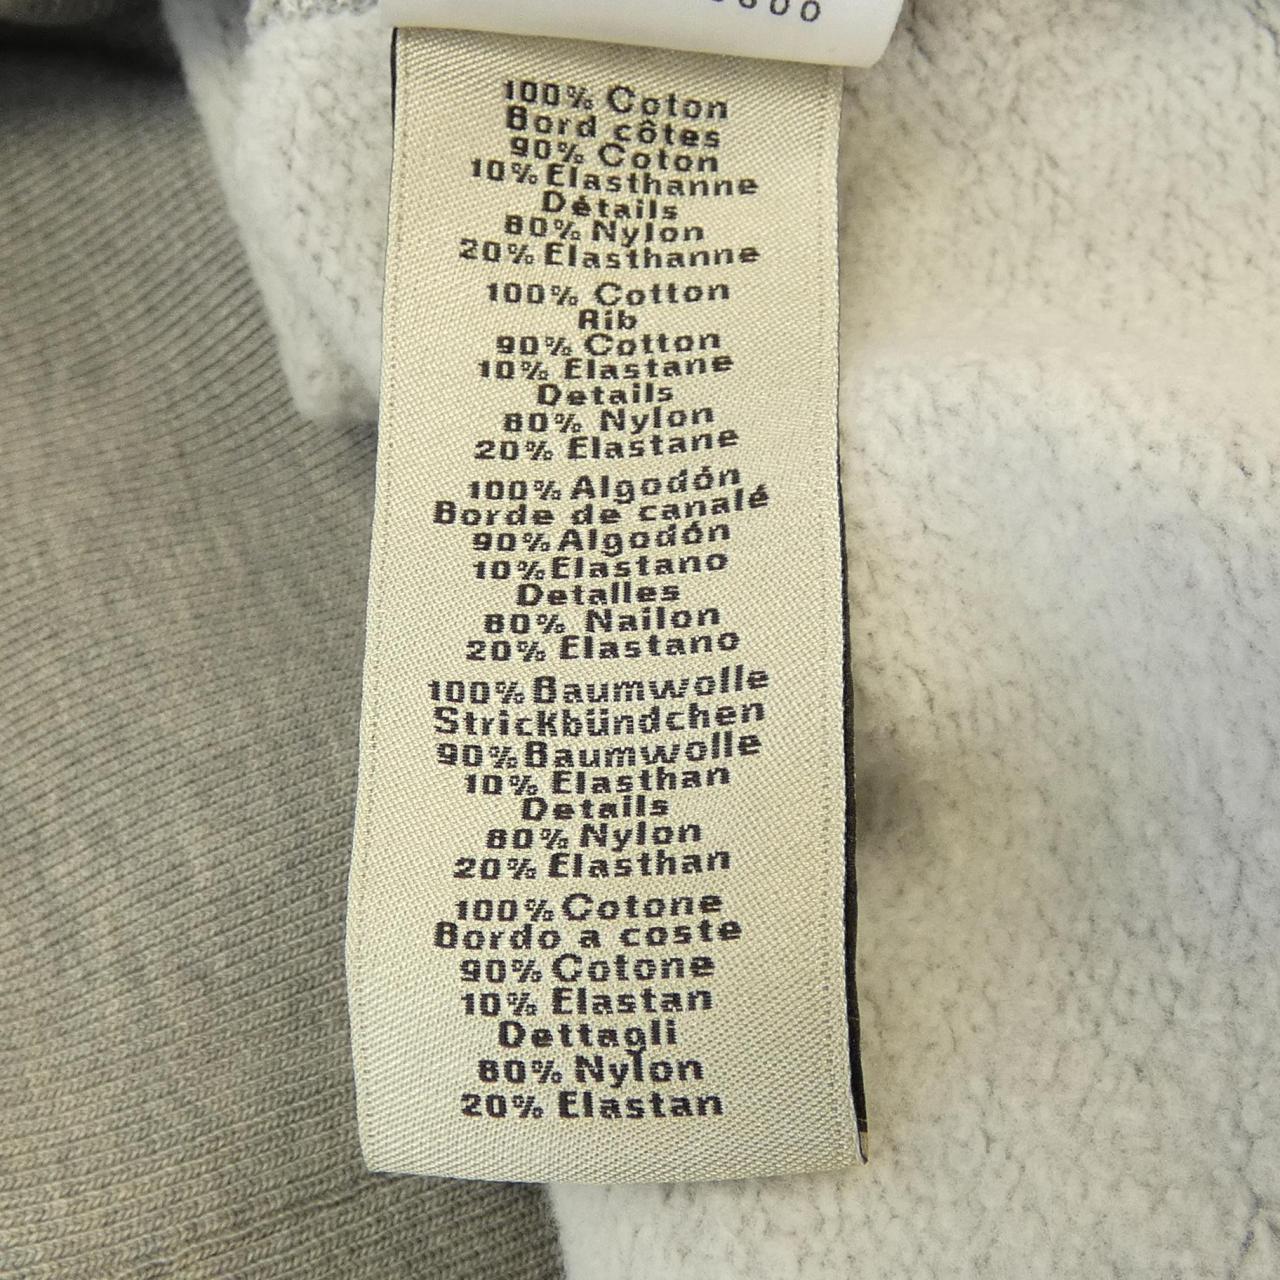 100% Coton
Bord côtes
90% Coton
10% Elasthanne
Détails
80% Nylon
20% Elasthanne
100% Cotton
Rib
90% Cotton
10% Elastane
Details
80% Nylon
20% Elastane
100% Algodón
Borde de canalé
90% Algodón
10% Elastano
Detalles
80% Nailon
20% Elastano
100% Baumwolle
Strickbündchen
90% Baumwolle
10% Elasthan
Details
80% Nylon
20% Elasthan
100% Cotone
Bordo a coste
90% Cotone
10% Elastan
Dettagli
80% Nylon
20% Elastan